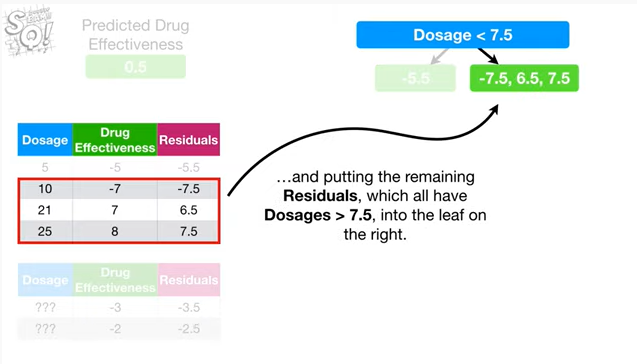 STATQUEST!
Predicted Drug
Effectiveness
0.5
Dosage < 7.5
-5.5
-7.5, 6.5, 7.5
Dosage
Drug
Effectiveness
Residuals
5 -5 -5.5
10 -7 -7.5
21 7 6.5
25 8 7.5
…and putting the remaining
Residuals, which all have
Dosages > 7.5, into the leaf on
the right.
Dosage
Drug
Effectiveness
Residuals
??? -3 -3.5
??? -2 -2.5